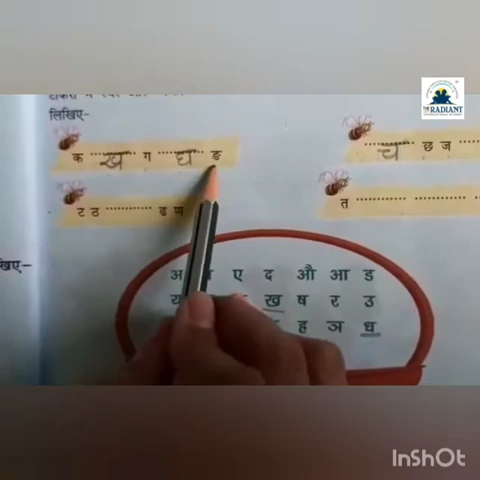 लिखिए-
क ख ग घ ङ
च छ ज
ट ठ ढ ण
त
खिए-
अ ए द औ आ ड
य ख ष र उ
ह ञ ध
THE RADIANT
InShOt